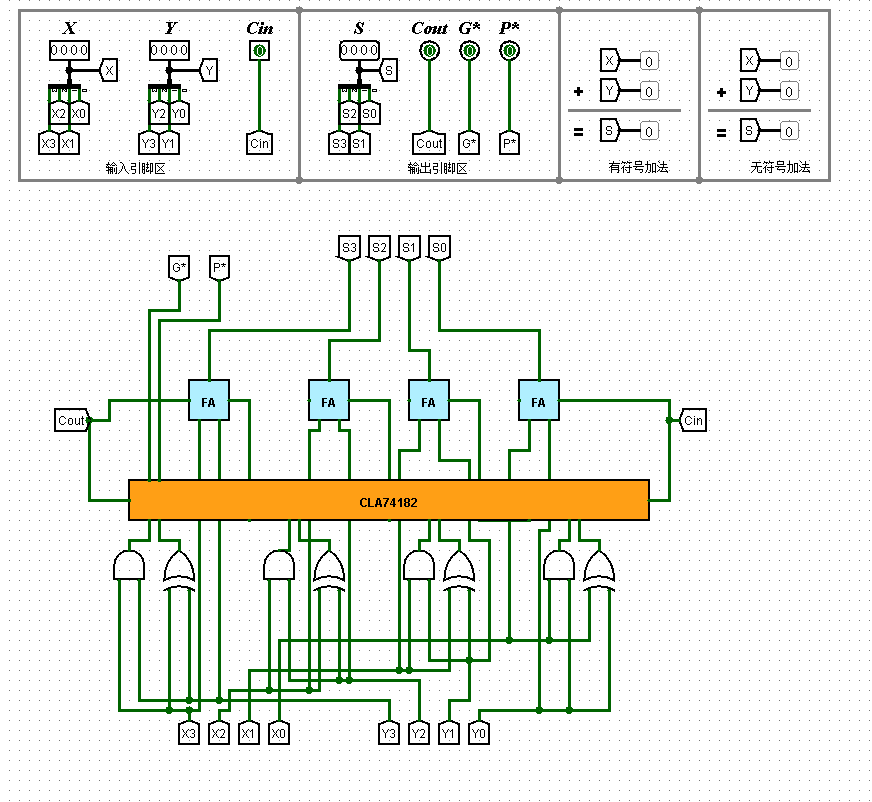 X Y Cin S Cout G* P*
0000 0000 0 0000 0 0 0
X Y S
X 0 X 0
+ Y 0 + Y 0
= S 0 = S 0
X2 X0 Y2 Y0 S2 S0
X3 X1 Y3 Y1 Cin S3 S1 Cout G* P*
输入引脚区 输出引脚区 有符号加法 无符号加法
S3 S2 S1 S0
G* P*
FA FA FA FA
Cout Cin
CLA74182
X3 X2 X1 X0 Y3 Y2 Y1 Y0